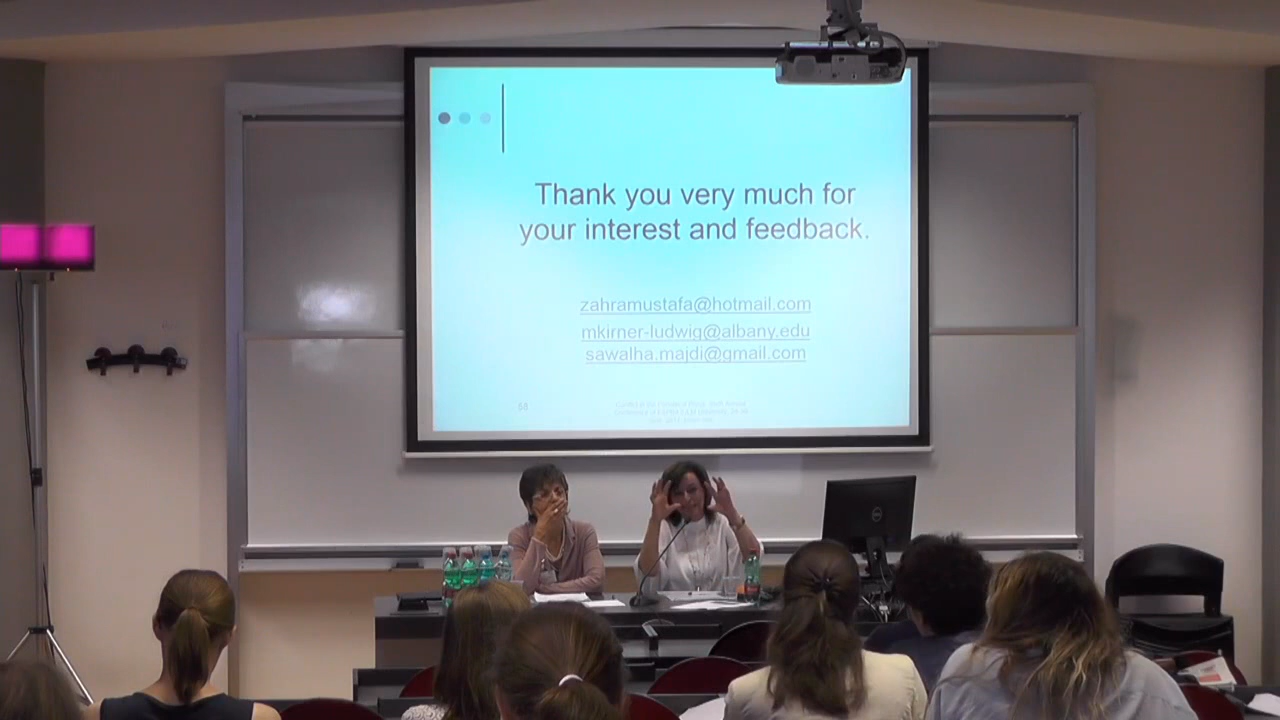 Thank you very much for
your interest and feedback.
zahramustafa@hotmail.com
mkirner-ludwig@albany.edu
sawalha.majdi@gmail.com
DELL